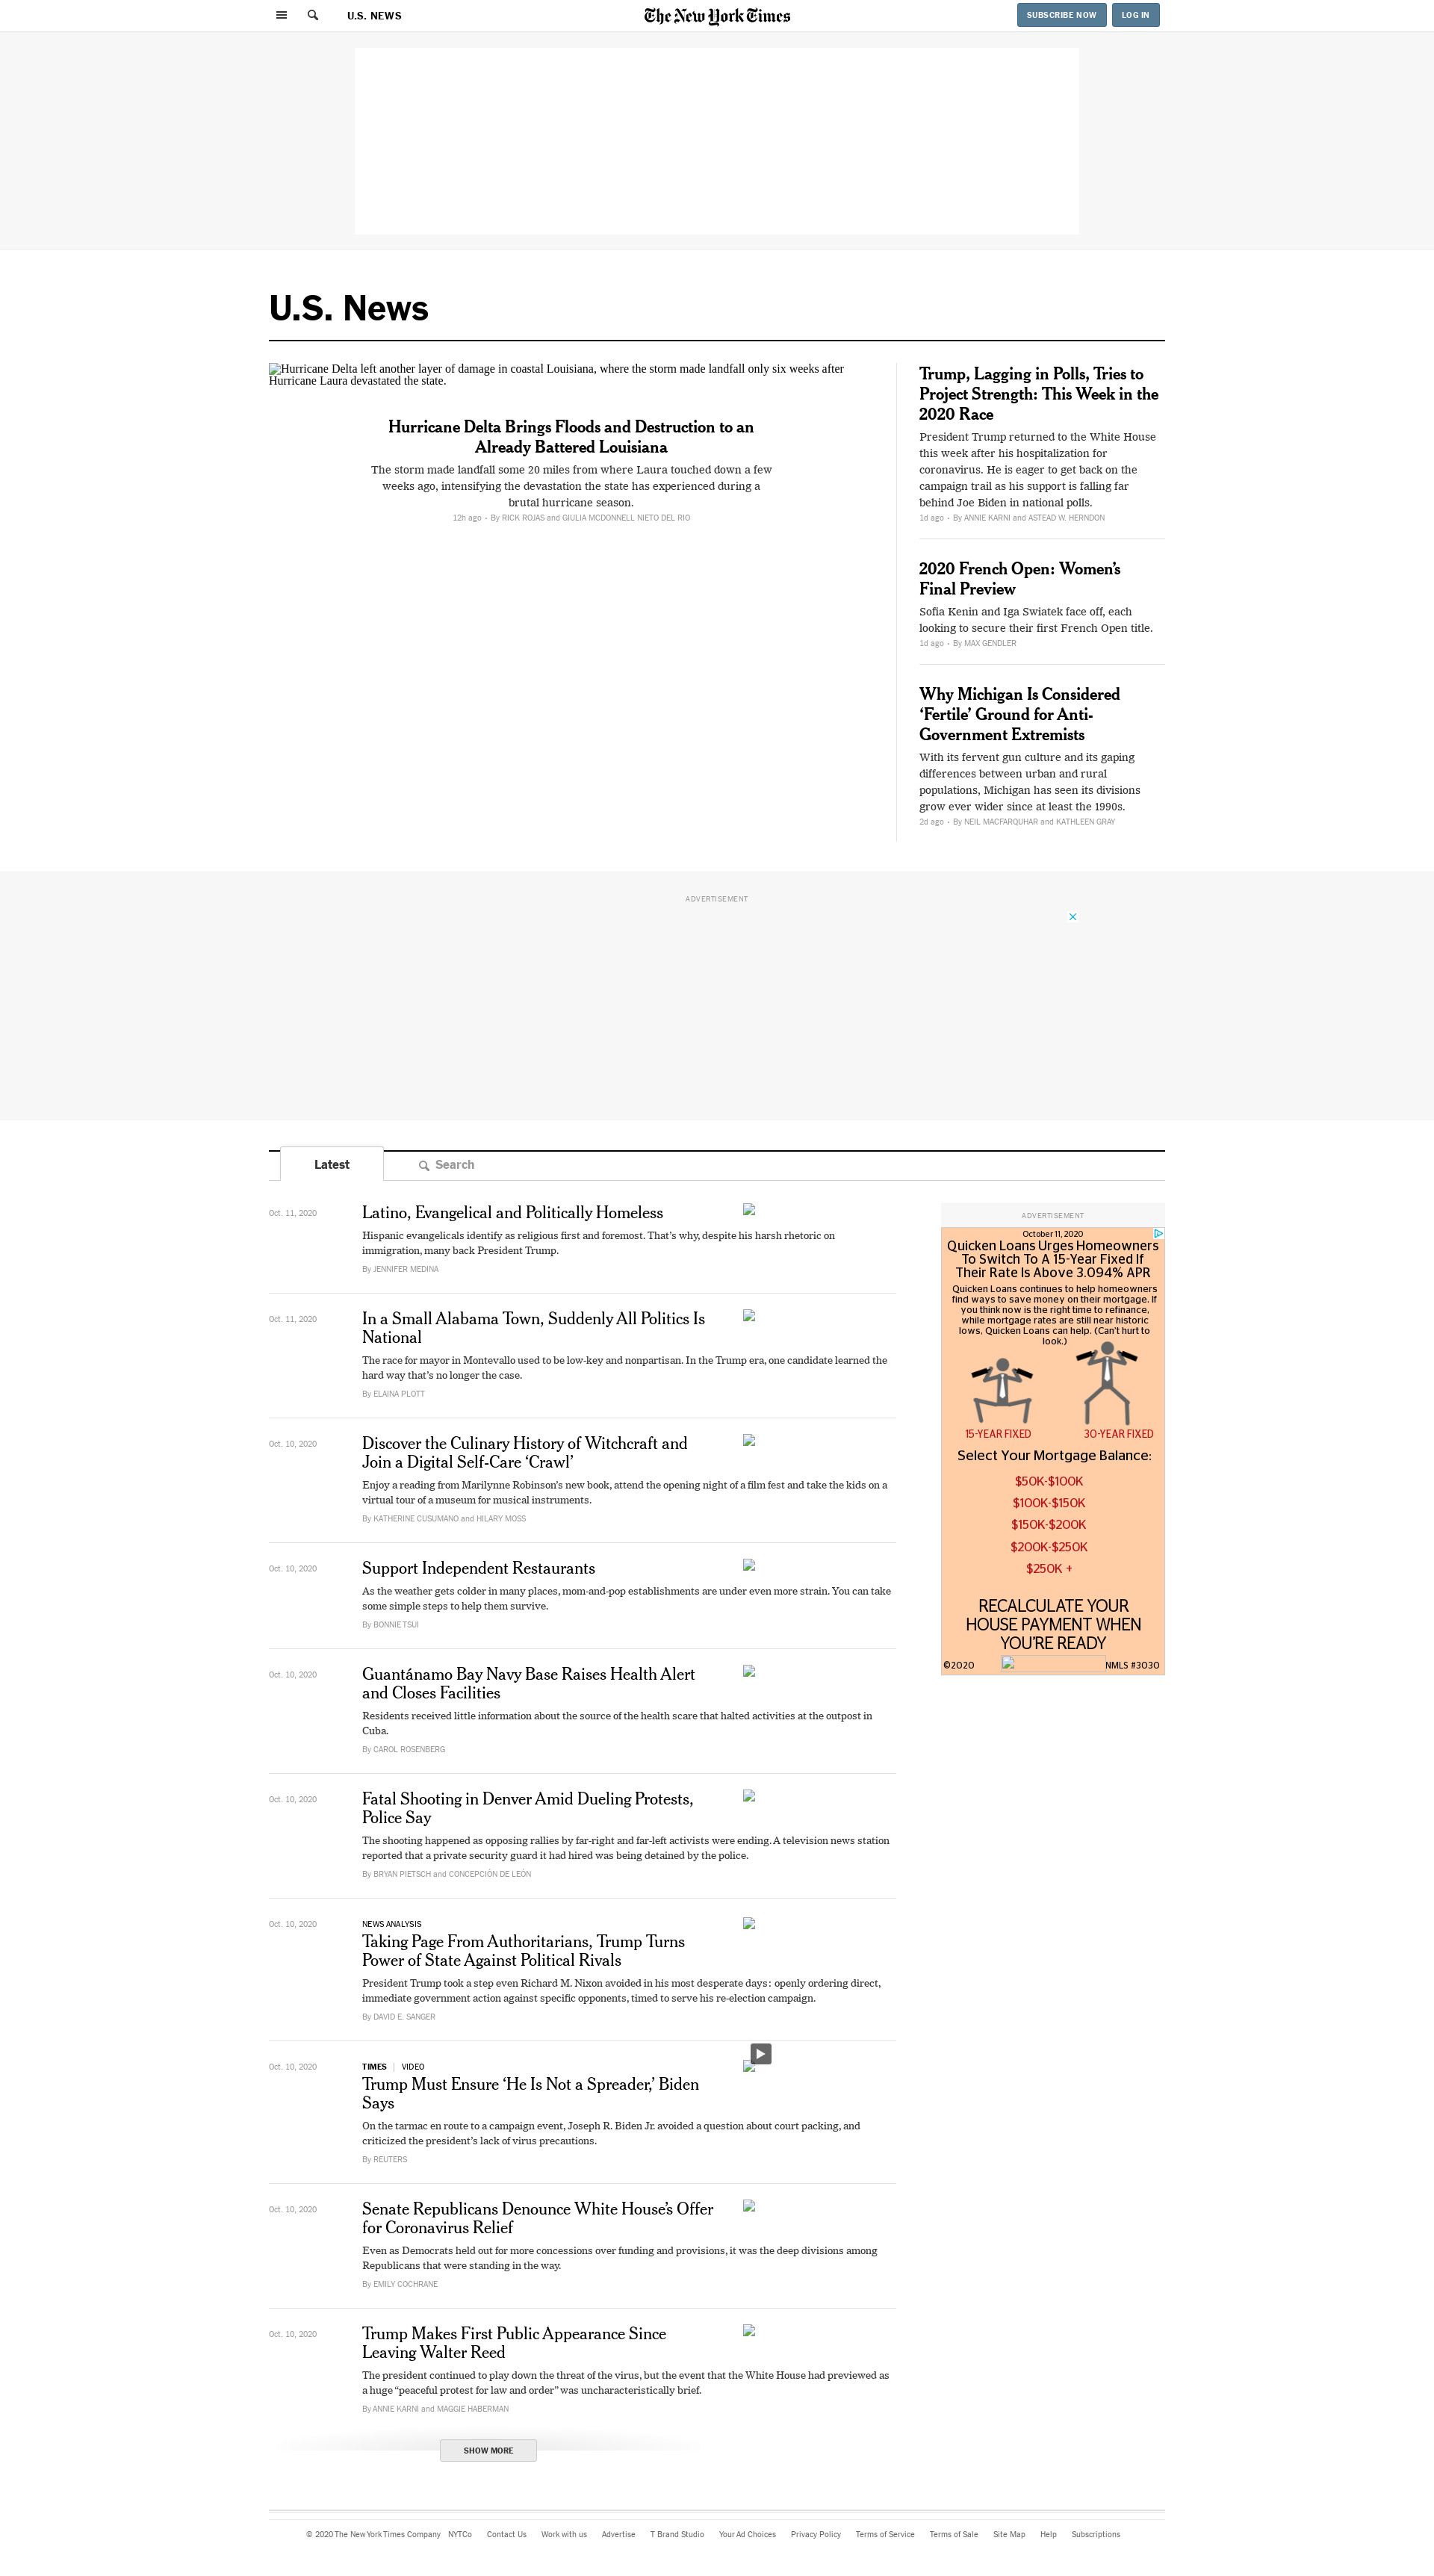 U.S. NEWS
The New York Times
SUBSCRIBE NOW
LOG IN
U.S. News
Hurricane Delta left another layer of damage in coastal Louisiana, where the storm made landfall only six weeks after
Hurricane Laura devastated the state.
Hurricane Delta Brings Floods and Destruction to an
Already Battered Louisiana
The storm made landfall some 20 miles from where Laura touched down a few
weeks ago, intensifying the devastation the state has experienced during a
brutal hurricane season.
12h ago • By RICK ROJAS and GIULIA MCDONNELL NIETO DEL RIO
Trump, Lagging in Polls, Tries to
Project Strength: This Week in the
2020 Race
President Trump returned to the White House
this week after his hospitalization for
coronavirus. He is eager to get back on the
campaign trail as his support is falling far
behind Joe Biden in national polls.
1d ago • By ANNIE KARNI and ASTEAD W. HERNDON
2020 French Open: Women’s
Final Preview
Sofia Kenin and Iga Swiatek face off, each
looking to secure their first French Open title.
1d ago • By MAX GENDLER
Why Michigan Is Considered
‘Fertile’ Ground for Anti-
Government Extremists
With its fervent gun culture and its gaping
differences between urban and rural
populations, Michigan has seen its divisions
grow ever wider since at least the 1990s.
2d ago • By NEIL MACFARQUHAR and KATHLEEN GRAY
ADVERTISEMENT
Latest
Search
Oct. 11, 2020
Latino, Evangelical and Politically Homeless
Hispanic evangelicals identify as religious first and foremost. That’s why, despite his harsh rhetoric on
immigration, many back President Trump.
By JENNIFER MEDINA
Oct. 11, 2020
In a Small Alabama Town, Suddenly All Politics Is
National
The race for mayor in Montevallo used to be low-key and nonpartisan. In the Trump era, one candidate learned the
hard way that’s no longer the case.
By ELAINA PLOTT
Oct. 10, 2020
Discover the Culinary History of Witchcraft and
Join a Digital Self-Care ‘Crawl’
Enjoy a reading from Marilynne Robinson’s new book, attend the opening night of a film fest and take the kids on a
virtual tour of a museum for musical instruments.
By KATHERINE CUSUMANO and HILARY MOSS
Oct. 10, 2020
Support Independent Restaurants
As the weather gets colder in many places, mom-and-pop establishments are under even more strain. You can take
some simple steps to help them survive.
By BONNIE TSUI
Oct. 10, 2020
Guantánamo Bay Navy Base Raises Health Alert
and Closes Facilities
Residents received little information about the source of the health scare that halted activities at the outpost in
Cuba.
By CAROL ROSENBERG
Oct. 10, 2020
Fatal Shooting in Denver Amid Dueling Protests,
Police Say
The shooting happened as opposing rallies by far-right and far-left activists were ending. A television news station
reported that a private security guard it had hired was being detained by the police.
By BRYAN PIETSCH and CONCEPCIÓN DE LEÓN
Oct. 10, 2020
NEWS ANALYSIS
Taking Page From Authoritarians, Trump Turns
Power of State Against Political Rivals
President Trump took a step even Richard M. Nixon avoided in his most desperate days: openly ordering direct,
immediate government action against specific opponents, timed to serve his re-election campaign.
By DAVID E. SANGER
Oct. 10, 2020
TIMES | VIDEO
Trump Must Ensure ‘He Is Not a Spreader,’ Biden
Says
On the tarmac en route to a campaign event, Joseph R. Biden Jr. avoided a question about court packing, and
criticized the president’s lack of virus precautions.
By REUTERS
Oct. 10, 2020
Senate Republicans Denounce White House’s Offer
for Coronavirus Relief
Even as Democrats held out for more concessions over funding and provisions, it was the deep divisions among
Republicans that were standing in the way.
By EMILY COCHRANE
Oct. 10, 2020
Trump Makes First Public Appearance Since
Leaving Walter Reed
The president continued to play down the threat of the virus, but the event that the White House had previewed as
a huge “peaceful protest for law and order” was uncharacteristically brief.
By ANNIE KARNI and MAGGIE HABERMAN
SHOW MORE
ADVERTISEMENT
October 11, 2020
Quicken Loans Urges Homeowners
To Switch To A 15-Year Fixed If
Their Rate Is Above 3.094% APR
Quicken Loans continues to help homeowners
find ways to save money on their mortgage. If
you think now is the right time to refinance,
while mortgage rates are still near historic
lows, Quicken Loans can help. (Can't hurt to
look.)
15-YEAR FIXED
30-YEAR FIXED
Select Your Mortgage Balance:
$50K-$100K
$100K-$150K
$150K-$200K
$200K-$250K
$250K +
RECALCULATE YOUR
HOUSE PAYMENT WHEN
YOU'RE READY
©2020
NMLS #3030
© 2020 The New York Times Company NYTCo Contact Us Work with us Advertise T Brand Studio Your Ad Choices Privacy Policy Terms of Service Terms of Sale Site Map Help Subscriptions